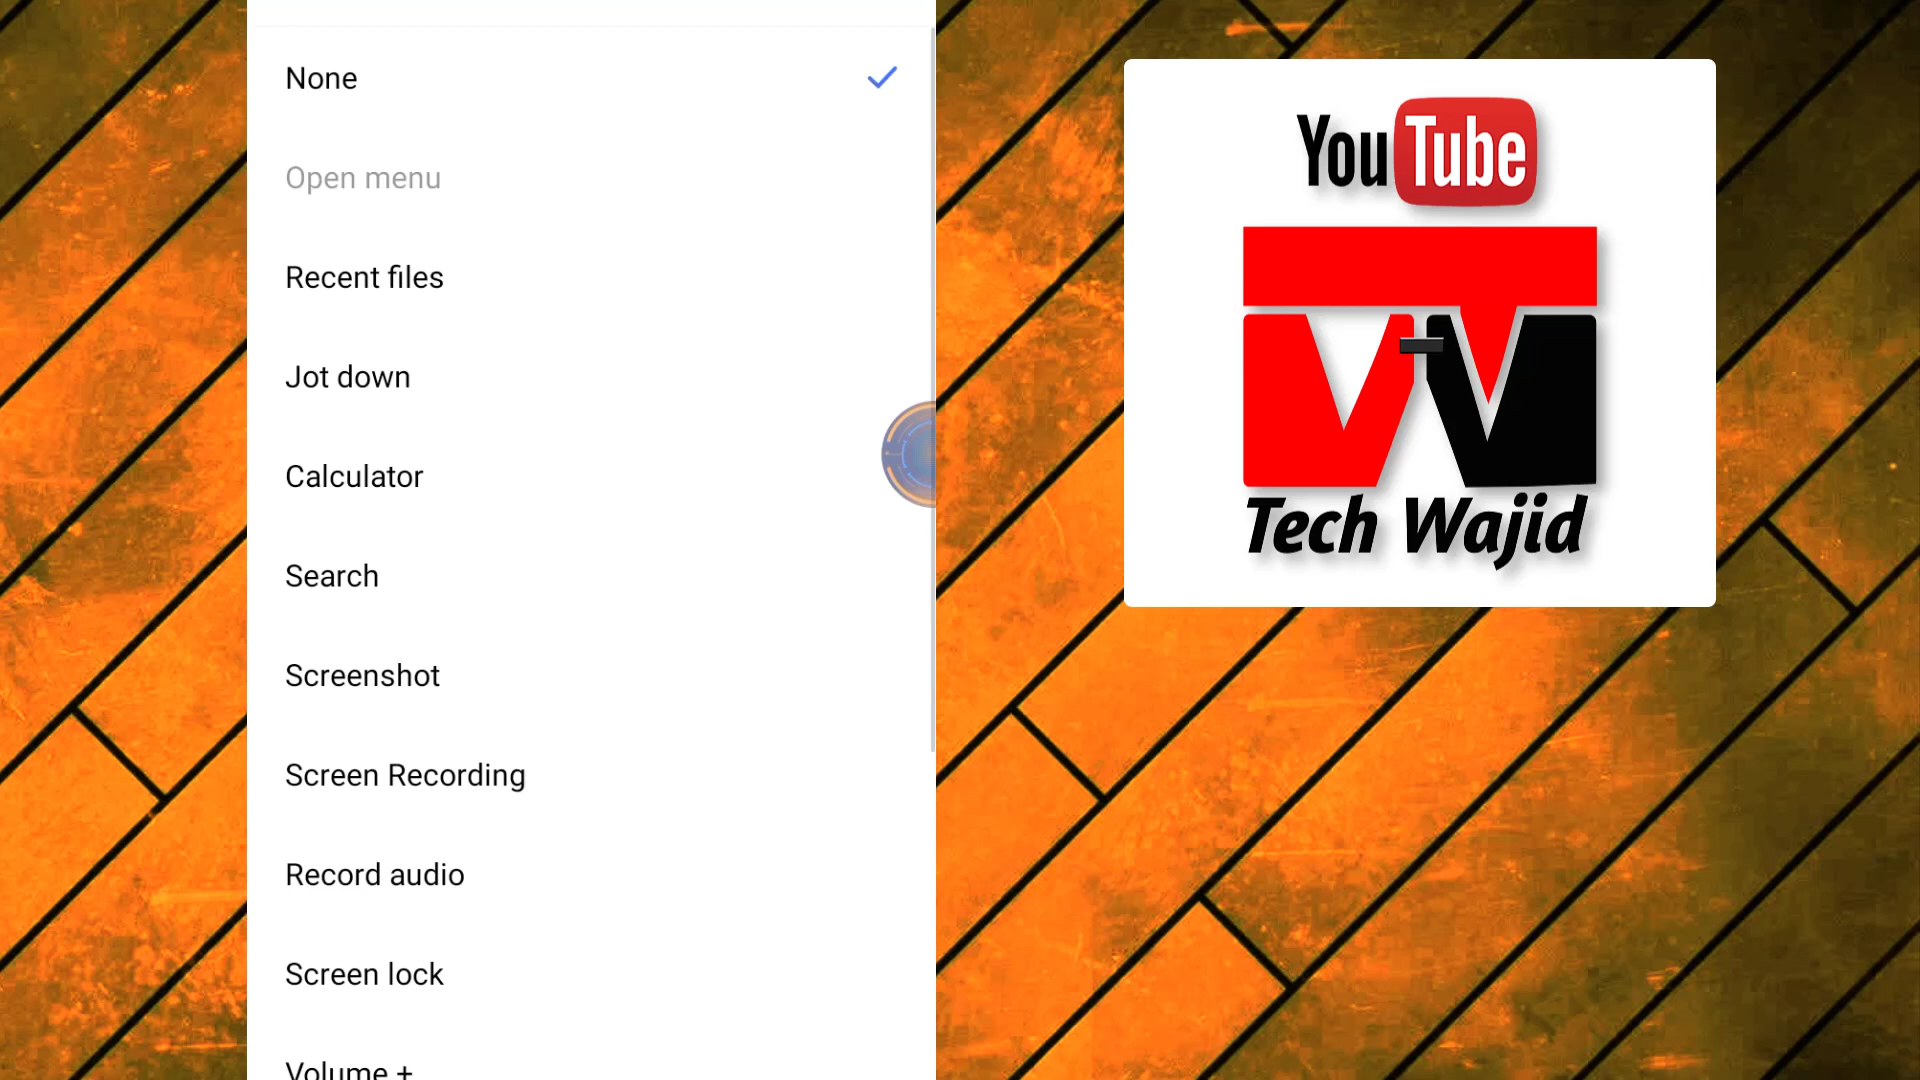 None
Open menu
Recent files
Jot down
Calculator
Search
Screenshot
Screen Recording
Record audio
Screen lock
Volume +
YouTube
Tech Wajid